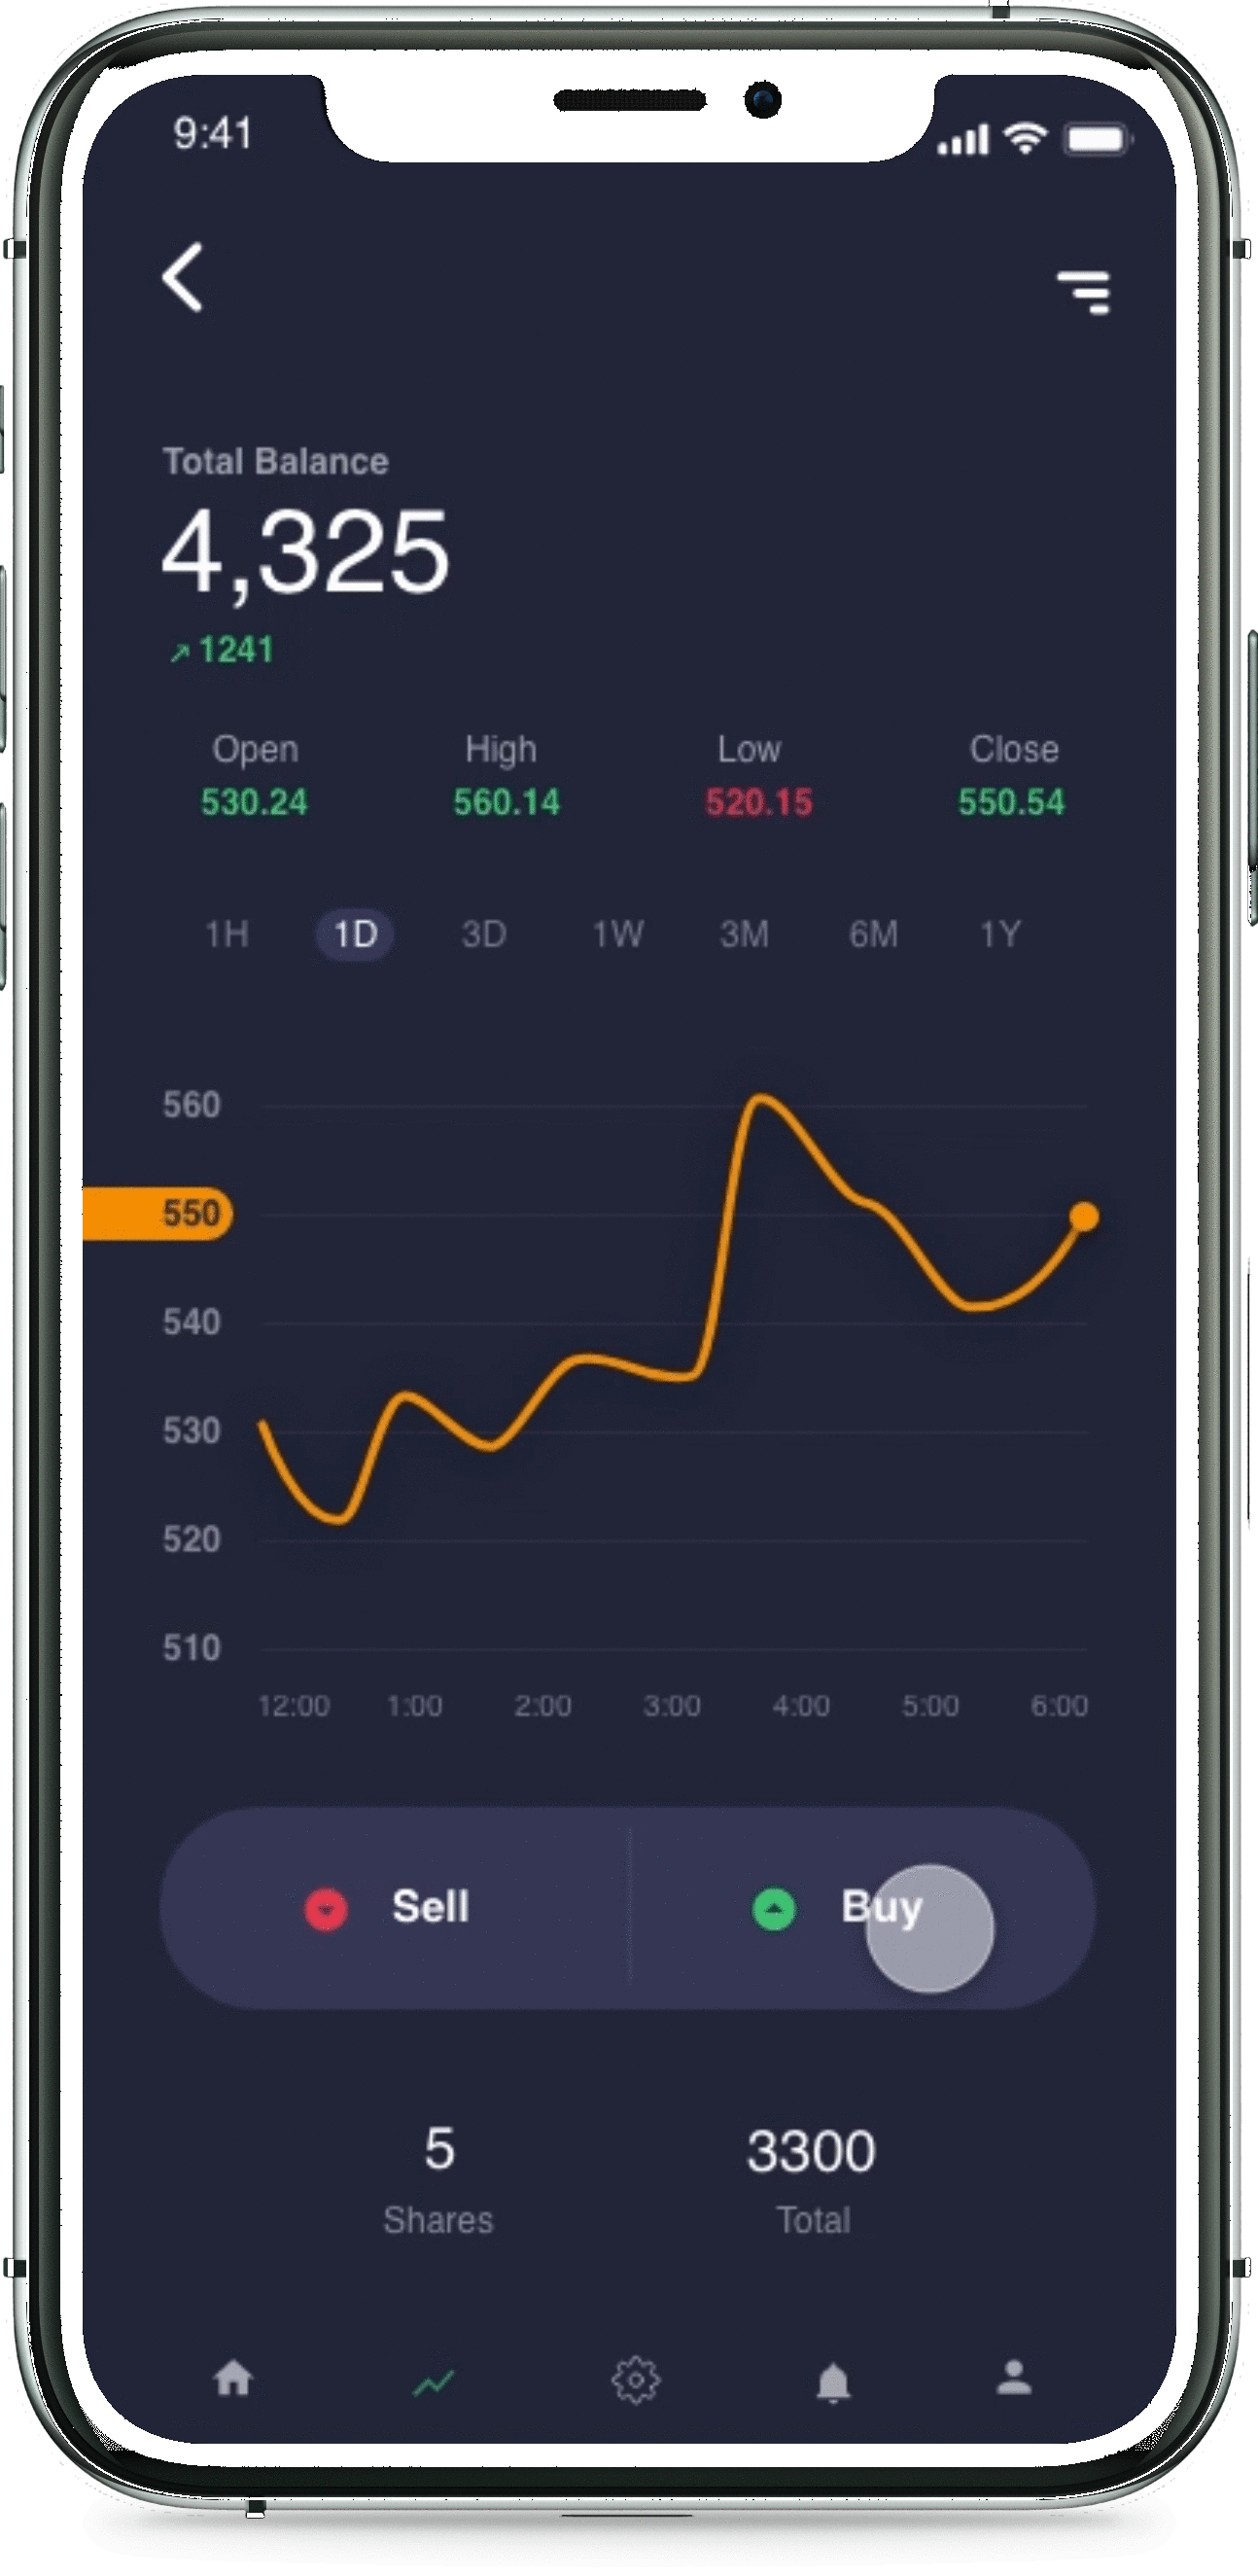 9:41
Total Balance
4,325
↗ 1241
Open High Low Close
530.24 560.14 520.15 550.54
1H 1D 3D 1W 3M 6M 1Y
560
550
540
530
520
510
12:00 1:00 2:00 3:00 4:00 5:00 6:00
Sell Buy
5 3300
Shares Total